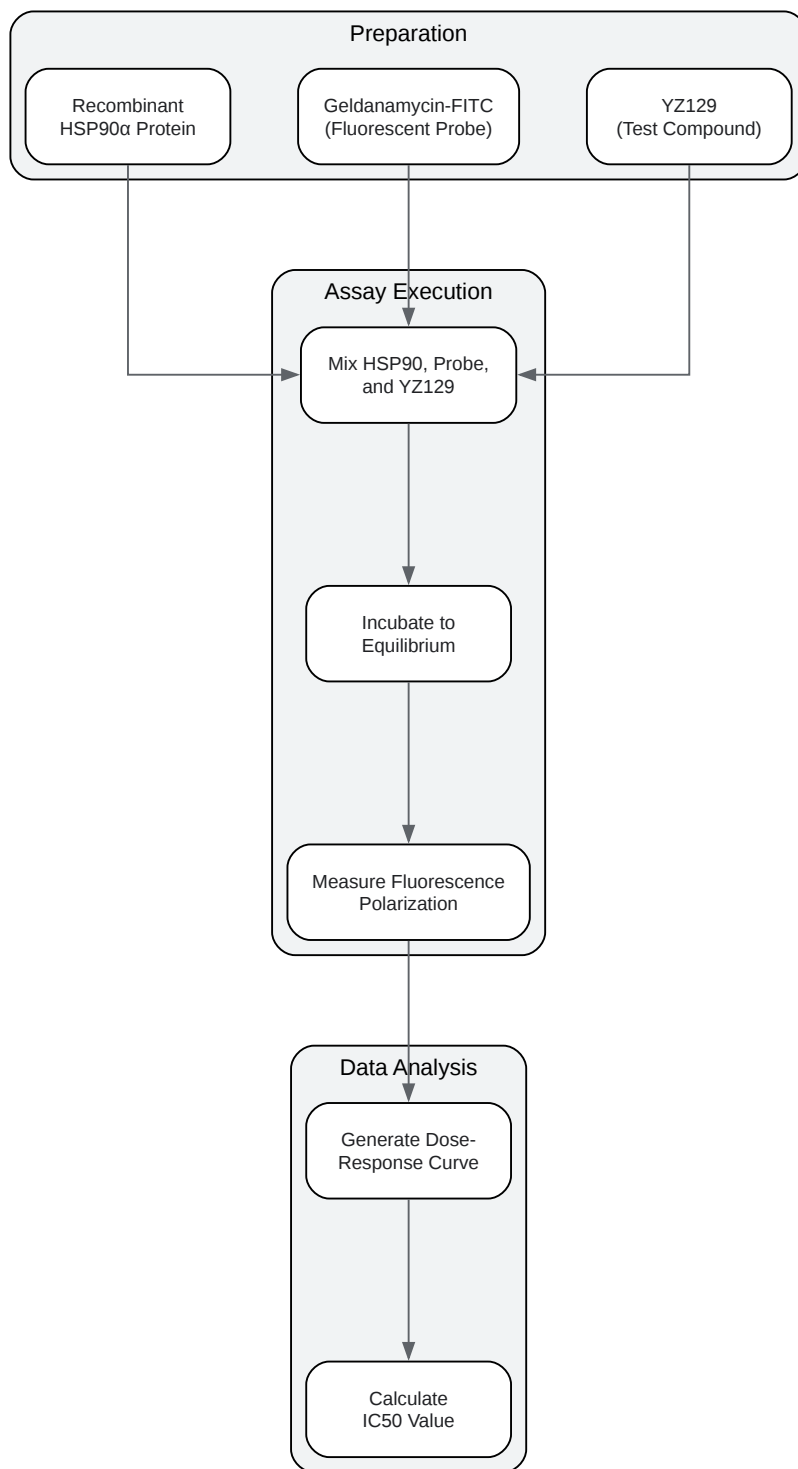 Preparation
Recombinant
HSP90α Protein
Geldanamycin-FITC
(Fluorescent Probe)
YZ129
(Test Compound)
Assay Execution
Mix HSP90, Probe,
and YZ129
Incubate to
Equilibrium
Measure Fluorescence
Polarization
Data Analysis
Generate Dose-
Response Curve
Calculate
IC50 Value